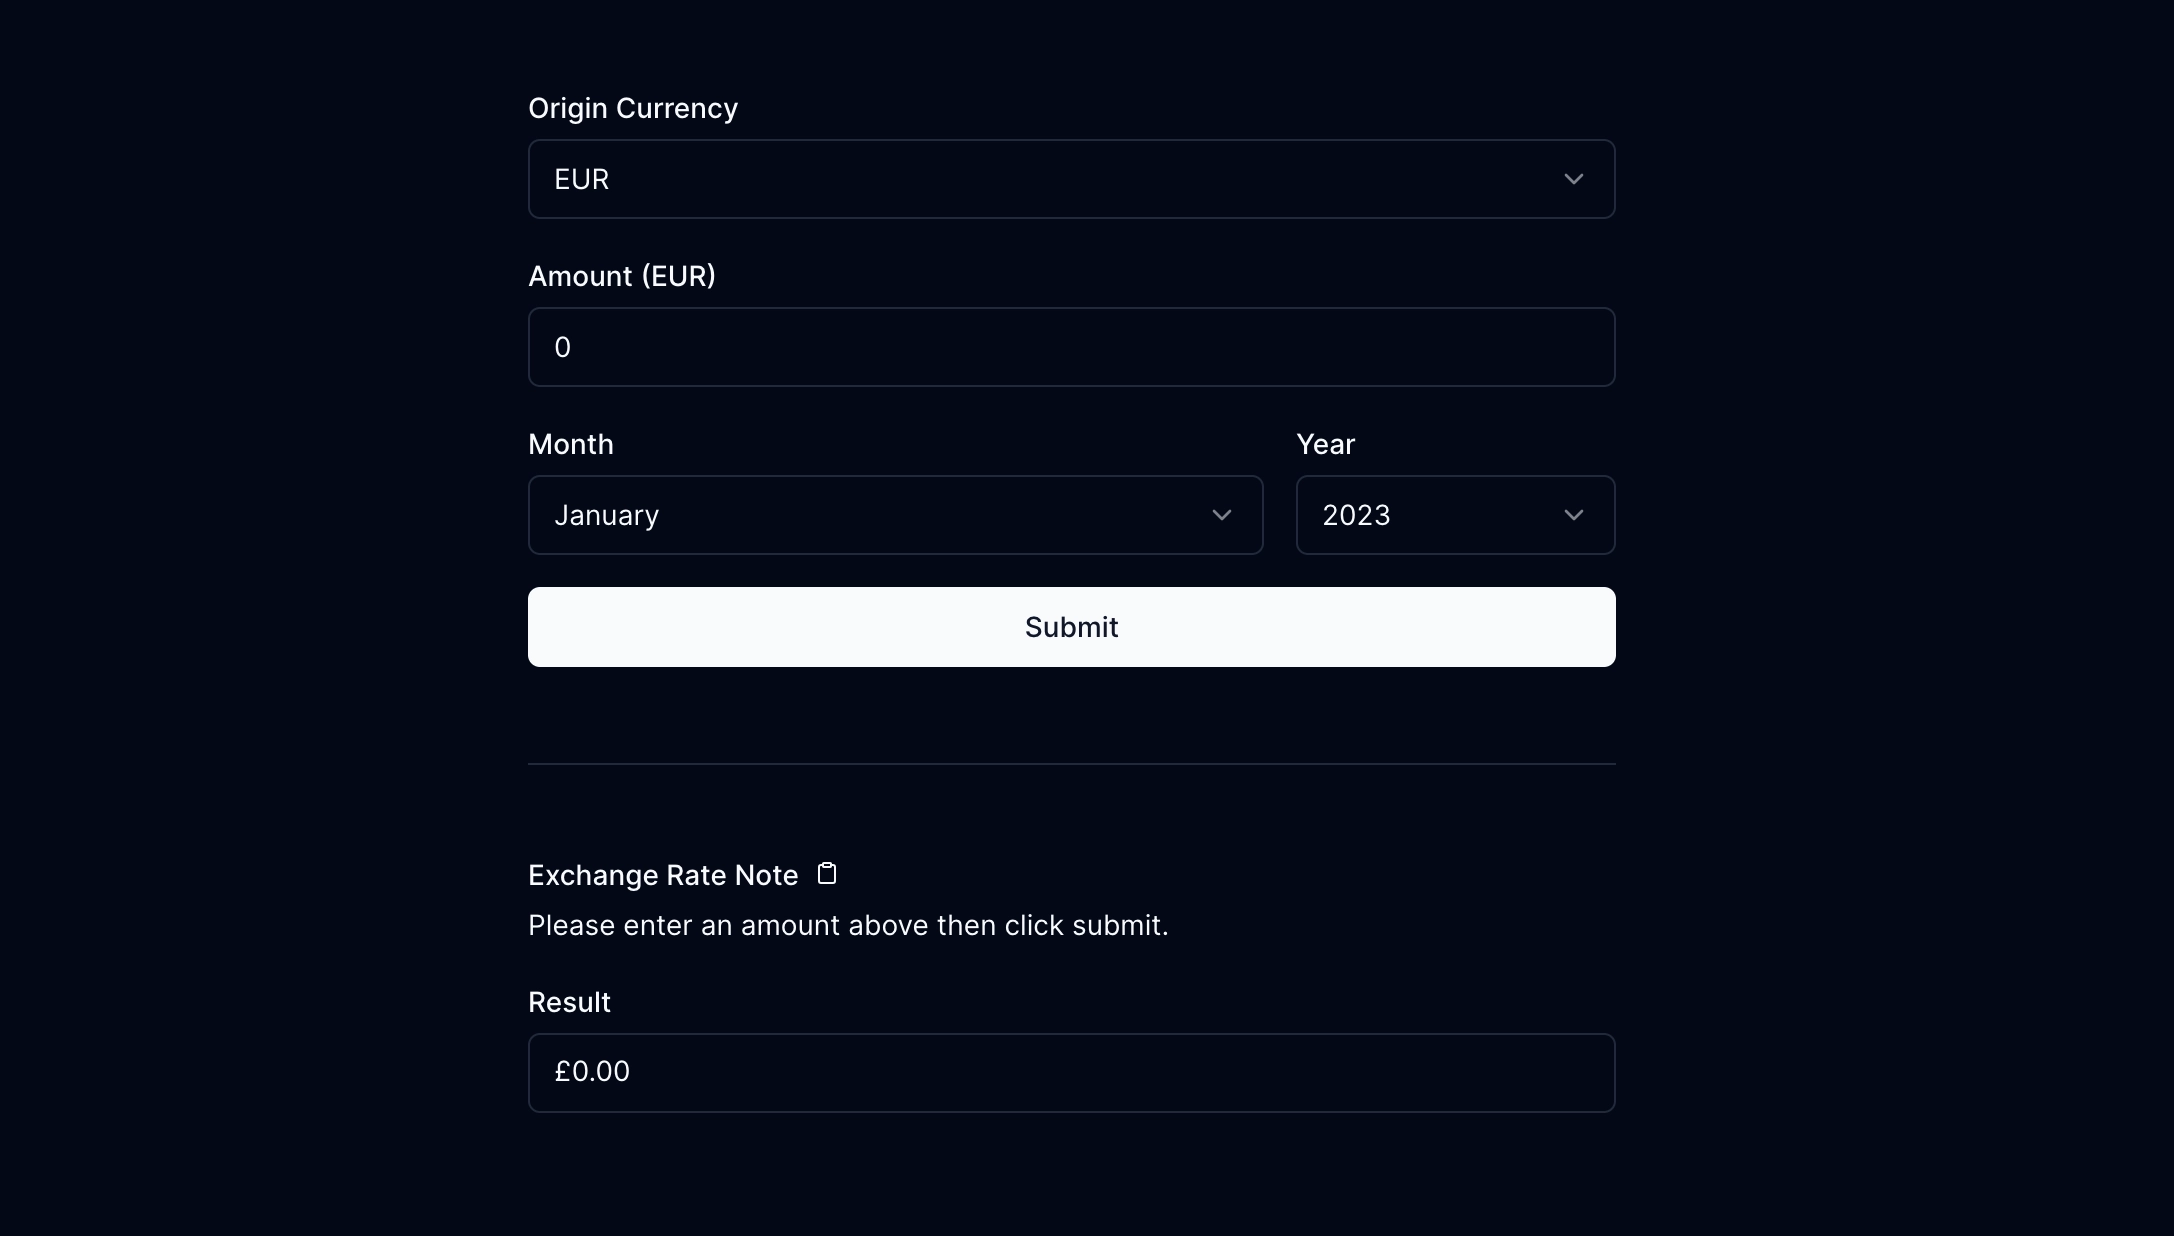 Origin Currency
EUR
Amount (EUR)
0
Month
Year
January
2023
Submit
Exchange Rate Note
Please enter an amount above then click submit.
Result
£0.00